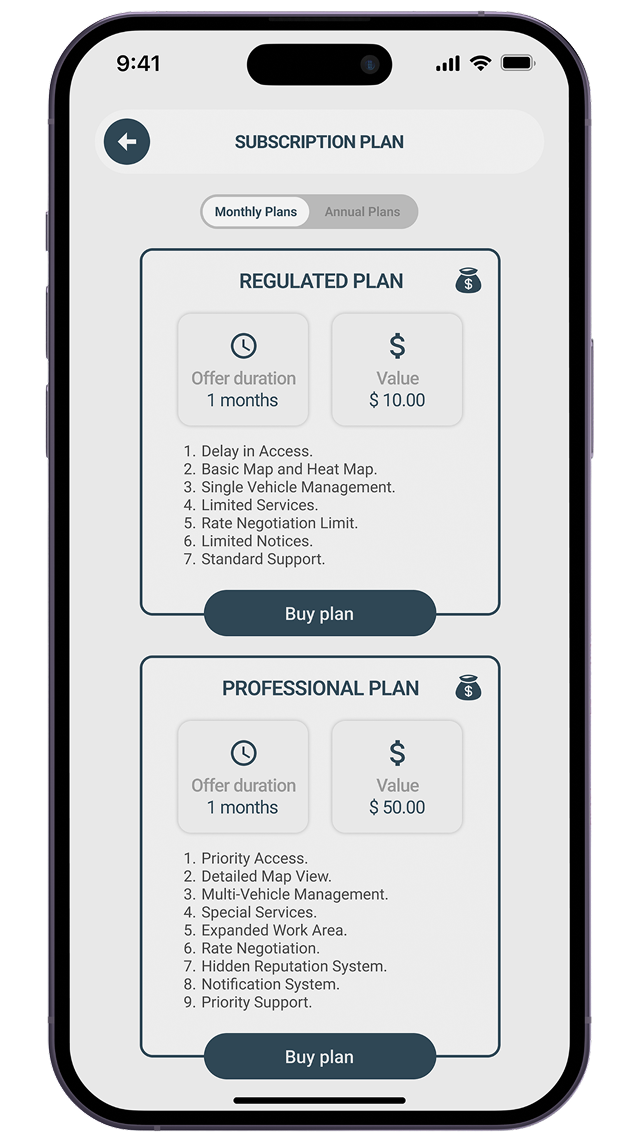 9:41
SUBSCRIPTION PLAN
Monthly Plans Annual Plans
REGULATED PLAN
$
Offer duration
1 months
$
Value
$ 10.00
1. Delay in Access.
2. Basic Map and Heat Map.
3. Single Vehicle Management.
4. Limited Services.
5. Rate Negotiation Limit.
6. Limited Notices.
7. Standard Support.
Buy plan
PROFESSIONAL PLAN
$
Offer duration
1 months
$
Value
$ 50.00
1. Priority Access.
2. Detailed Map View.
3. Multi-Vehicle Management.
4. Special Services.
5. Expanded Work Area.
6. Rate Negotiation.
7. Hidden Reputation System.
8. Notification System.
9. Priority Support.
Buy plan